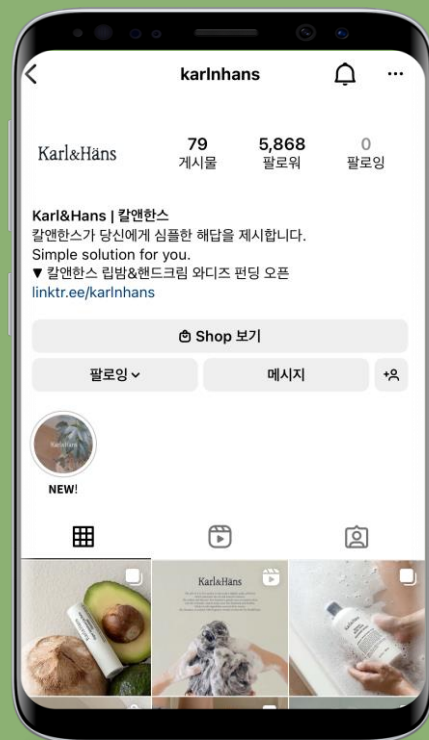 karlnhans
Karl&Häns
79
5,868
0
게시물
팔로워
팔로잉
Karl&Hans | 칼앤한스
칼앤한스가 당신에게 심플한 해답을 제시합니다.
Simple solution for you.
▼ 칼앤한스 립밤&핸드크림 와디즈 펀딩 오픈
linktr.ee/karlnhans
Shop 보기
팔로잉
메시지
Karl&Häns
NEW!
Karl&Häns